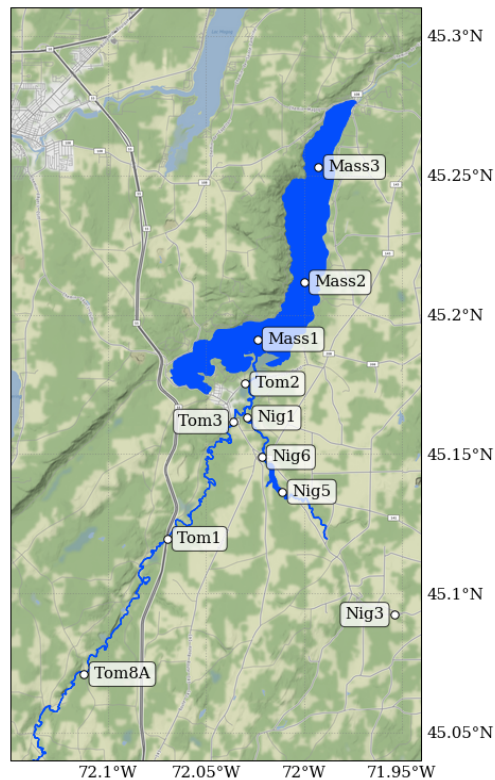 45.3°N
Mass3
45.25°N
Mass2
45.2°N
Mass1
Tom2
Tom3
Nig1
Nig6
45.15°N
Nig5
Tom1
45.1°N
Nig3
Tom8A
45.05°N
72.1°W
72.05°W
72°W
71.95°W